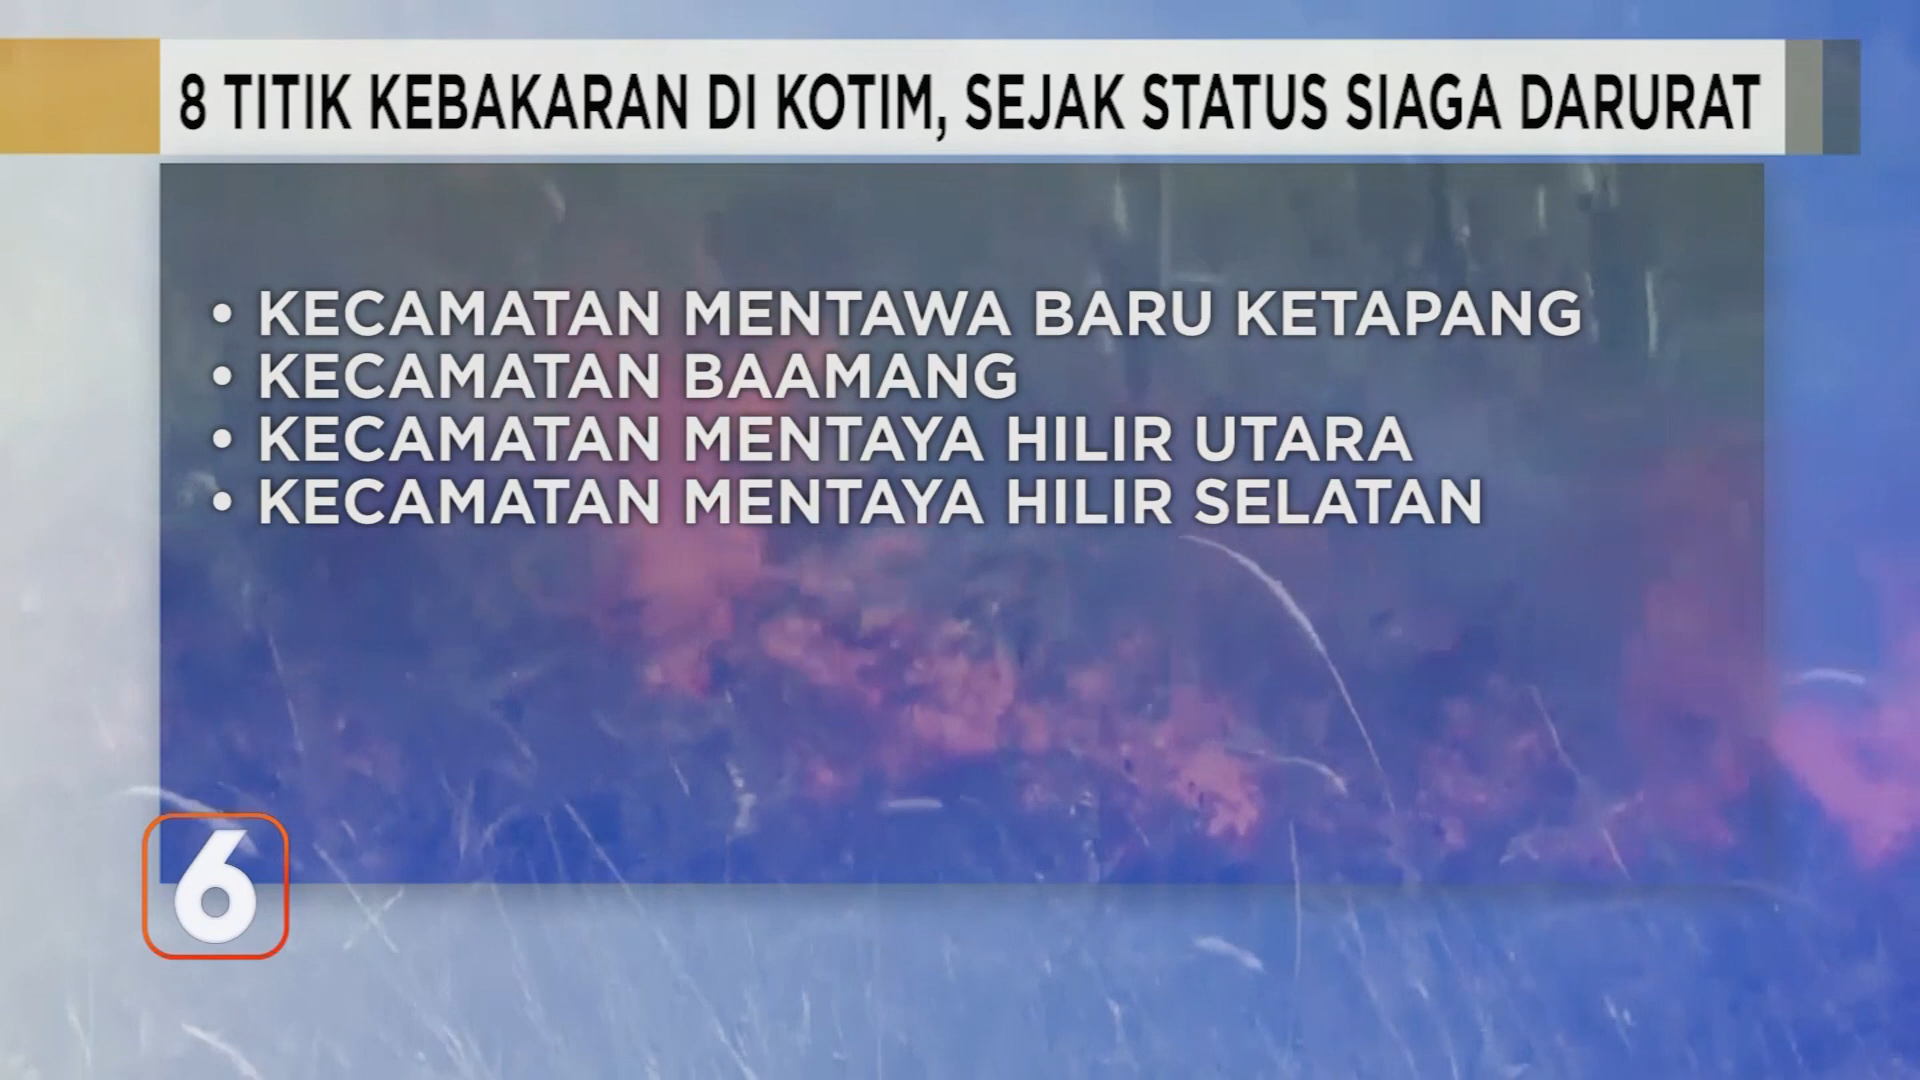 8 TITIK KEBAKARAN DI KOTIM, SEJAK STATUS SIAGA DARURAT
• KECAMATAN MENTAWA BARU KETAPANG
• KECAMATAN BAAMANG
• KECAMATAN MENTAYA HILIR UTARA
• KECAMATAN MENTAYA HILIR SELATAN
6